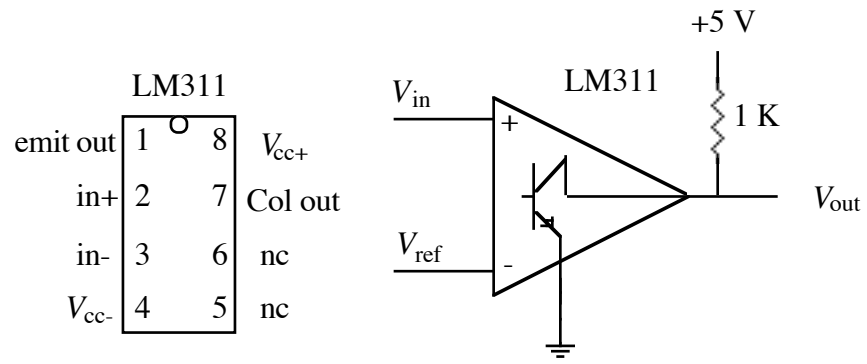 LM311
emit out 1 8 Vcc+
in+ 2 7 Col out
in- 3 6 nc
Vcc- 4 5 nc
+5 V
LM311
Vin
+
1 K
Vout
Vref
-